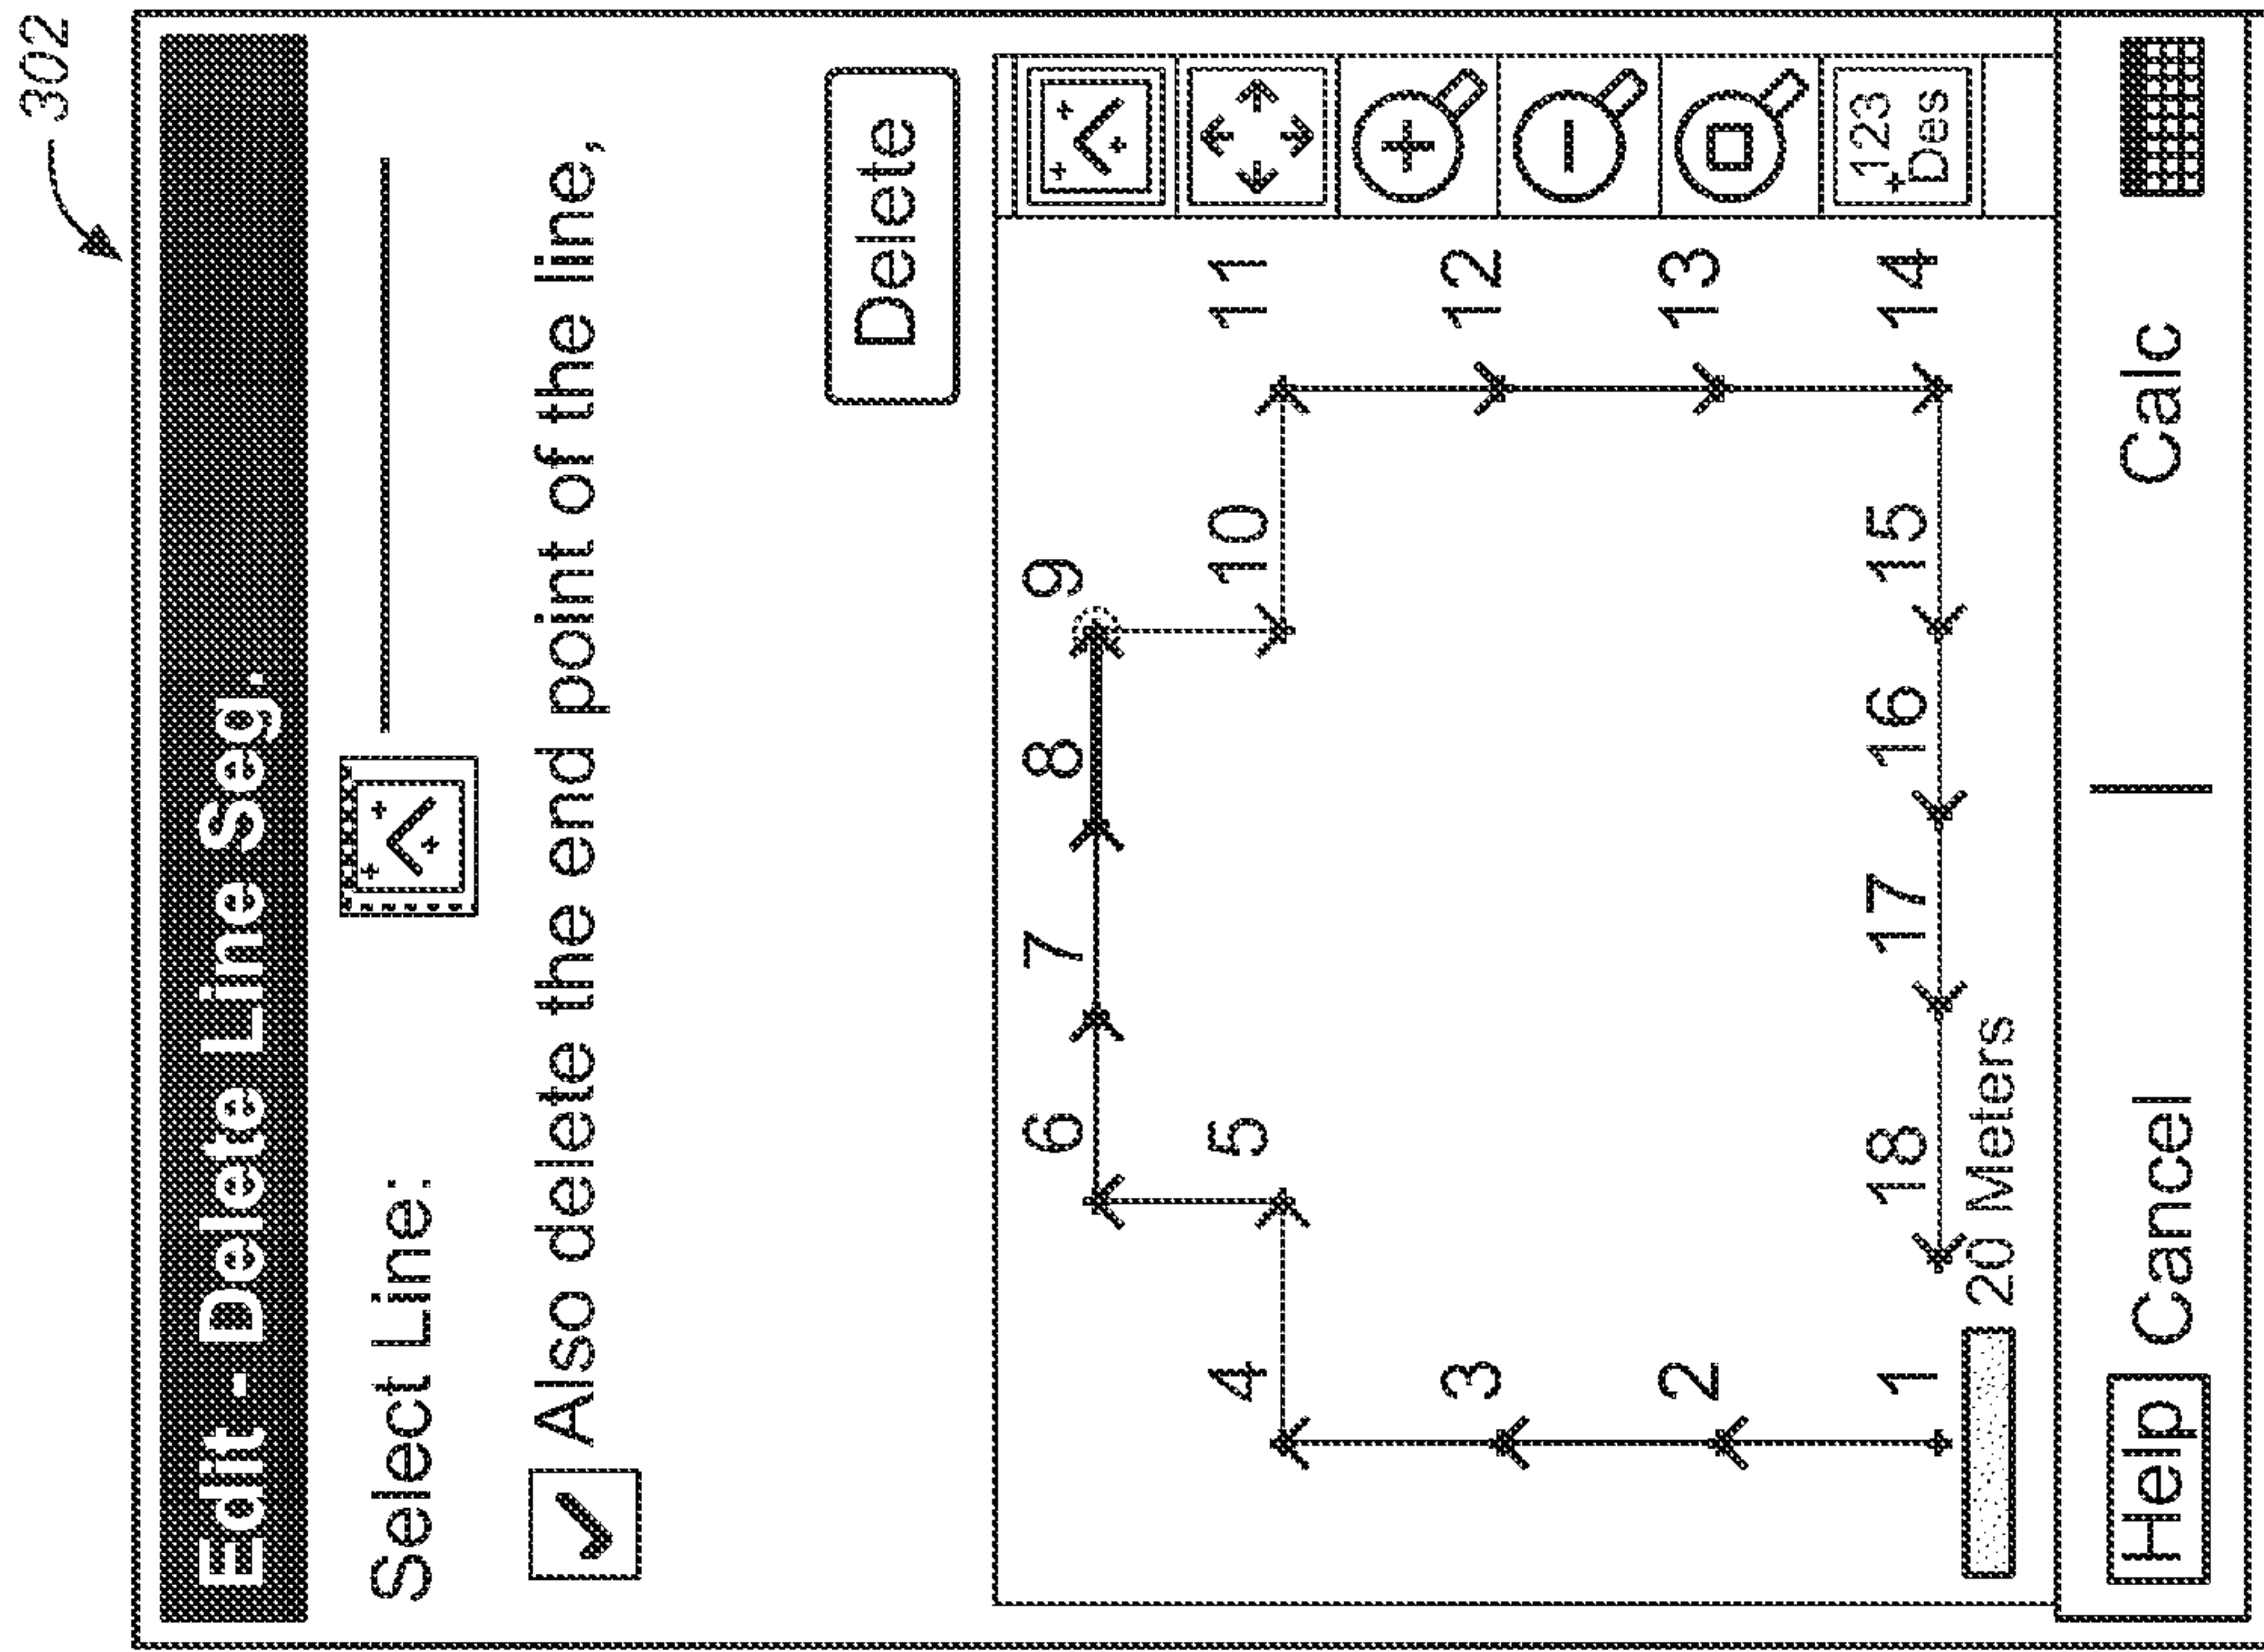 302
Edit - Delete Line Seg.
Select Line:
Also delete the end point of the line,
Delete
6 7 8 9
4 5 10 11
3 12
2 13
1 18 17 16 15 14
20 Meters
123
Des
Help Cancel | Calc